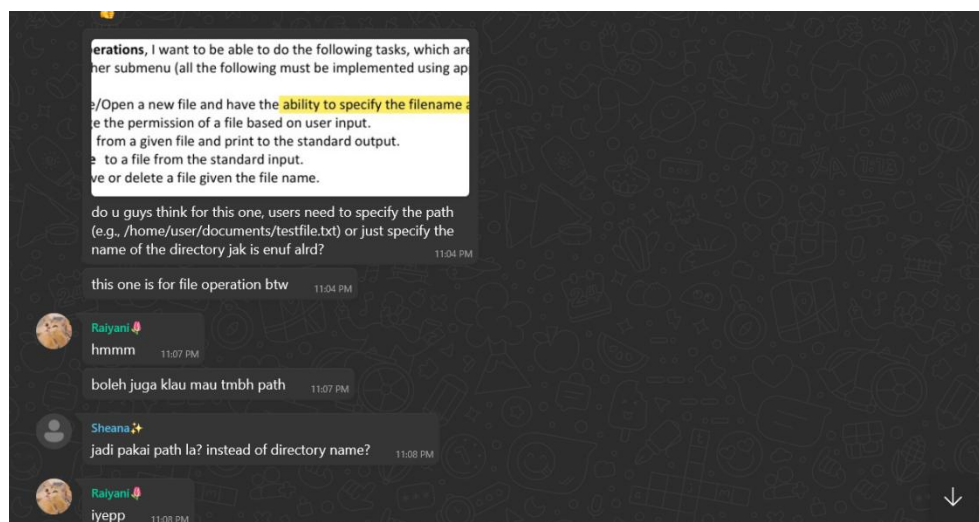 erations, I want to be able to do the following tasks, which are
her submenu (all the following must be implemented using ap
e/Open a new file and have the ability to specify the filename a
ge the permission of a file based on user input.
from a given file and print to the standard output.
e to a file from the standard input.
ve or delete a file given the file name.
do u guys think for this one, users need to specify the path
(e.g., /home/user/documents/testfile.txt) or just specify the
name of the directory jak is enuf alrd?
11:04 PM
this one is for file operation btw 11:04 PM
Raiyani🌷
hmmm 11:07 PM
boleh juga klau mau tmbh path 11:07 PM
Sheana✨
jadi pakai path la? instead of directory name? 11:08 PM
Raiyani🌷
iyepp 11:08 PM